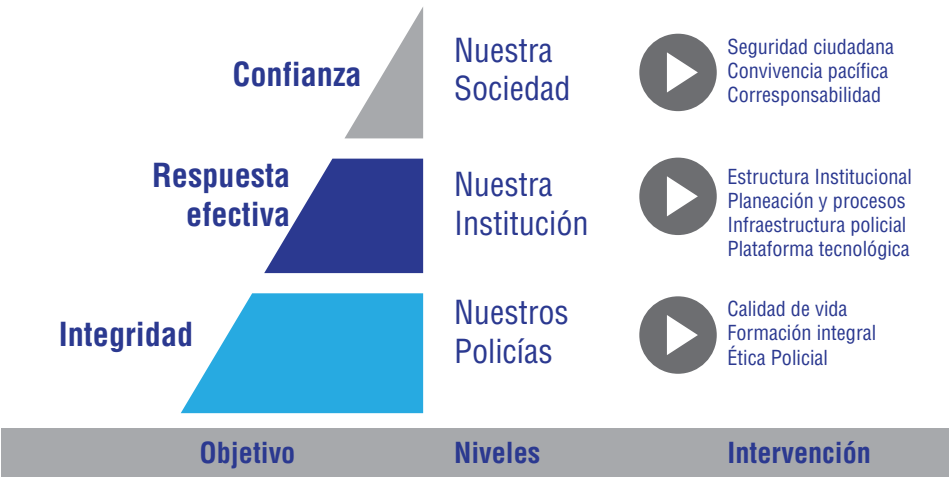 Confianza
Nuestra
Sociedad
Seguridad ciudadana
Convivencia pacífica
Corresponsabilidad
Respuesta
efectiva
Nuestra
Institución
Estructura Institucional
Planeación y procesos
Infraestructura policial
Plataforma tecnológica
Integridad
Nuestros
Policías
Calidad de vida
Formación integral
Ética Policial
Objetivo
Niveles
Intervención